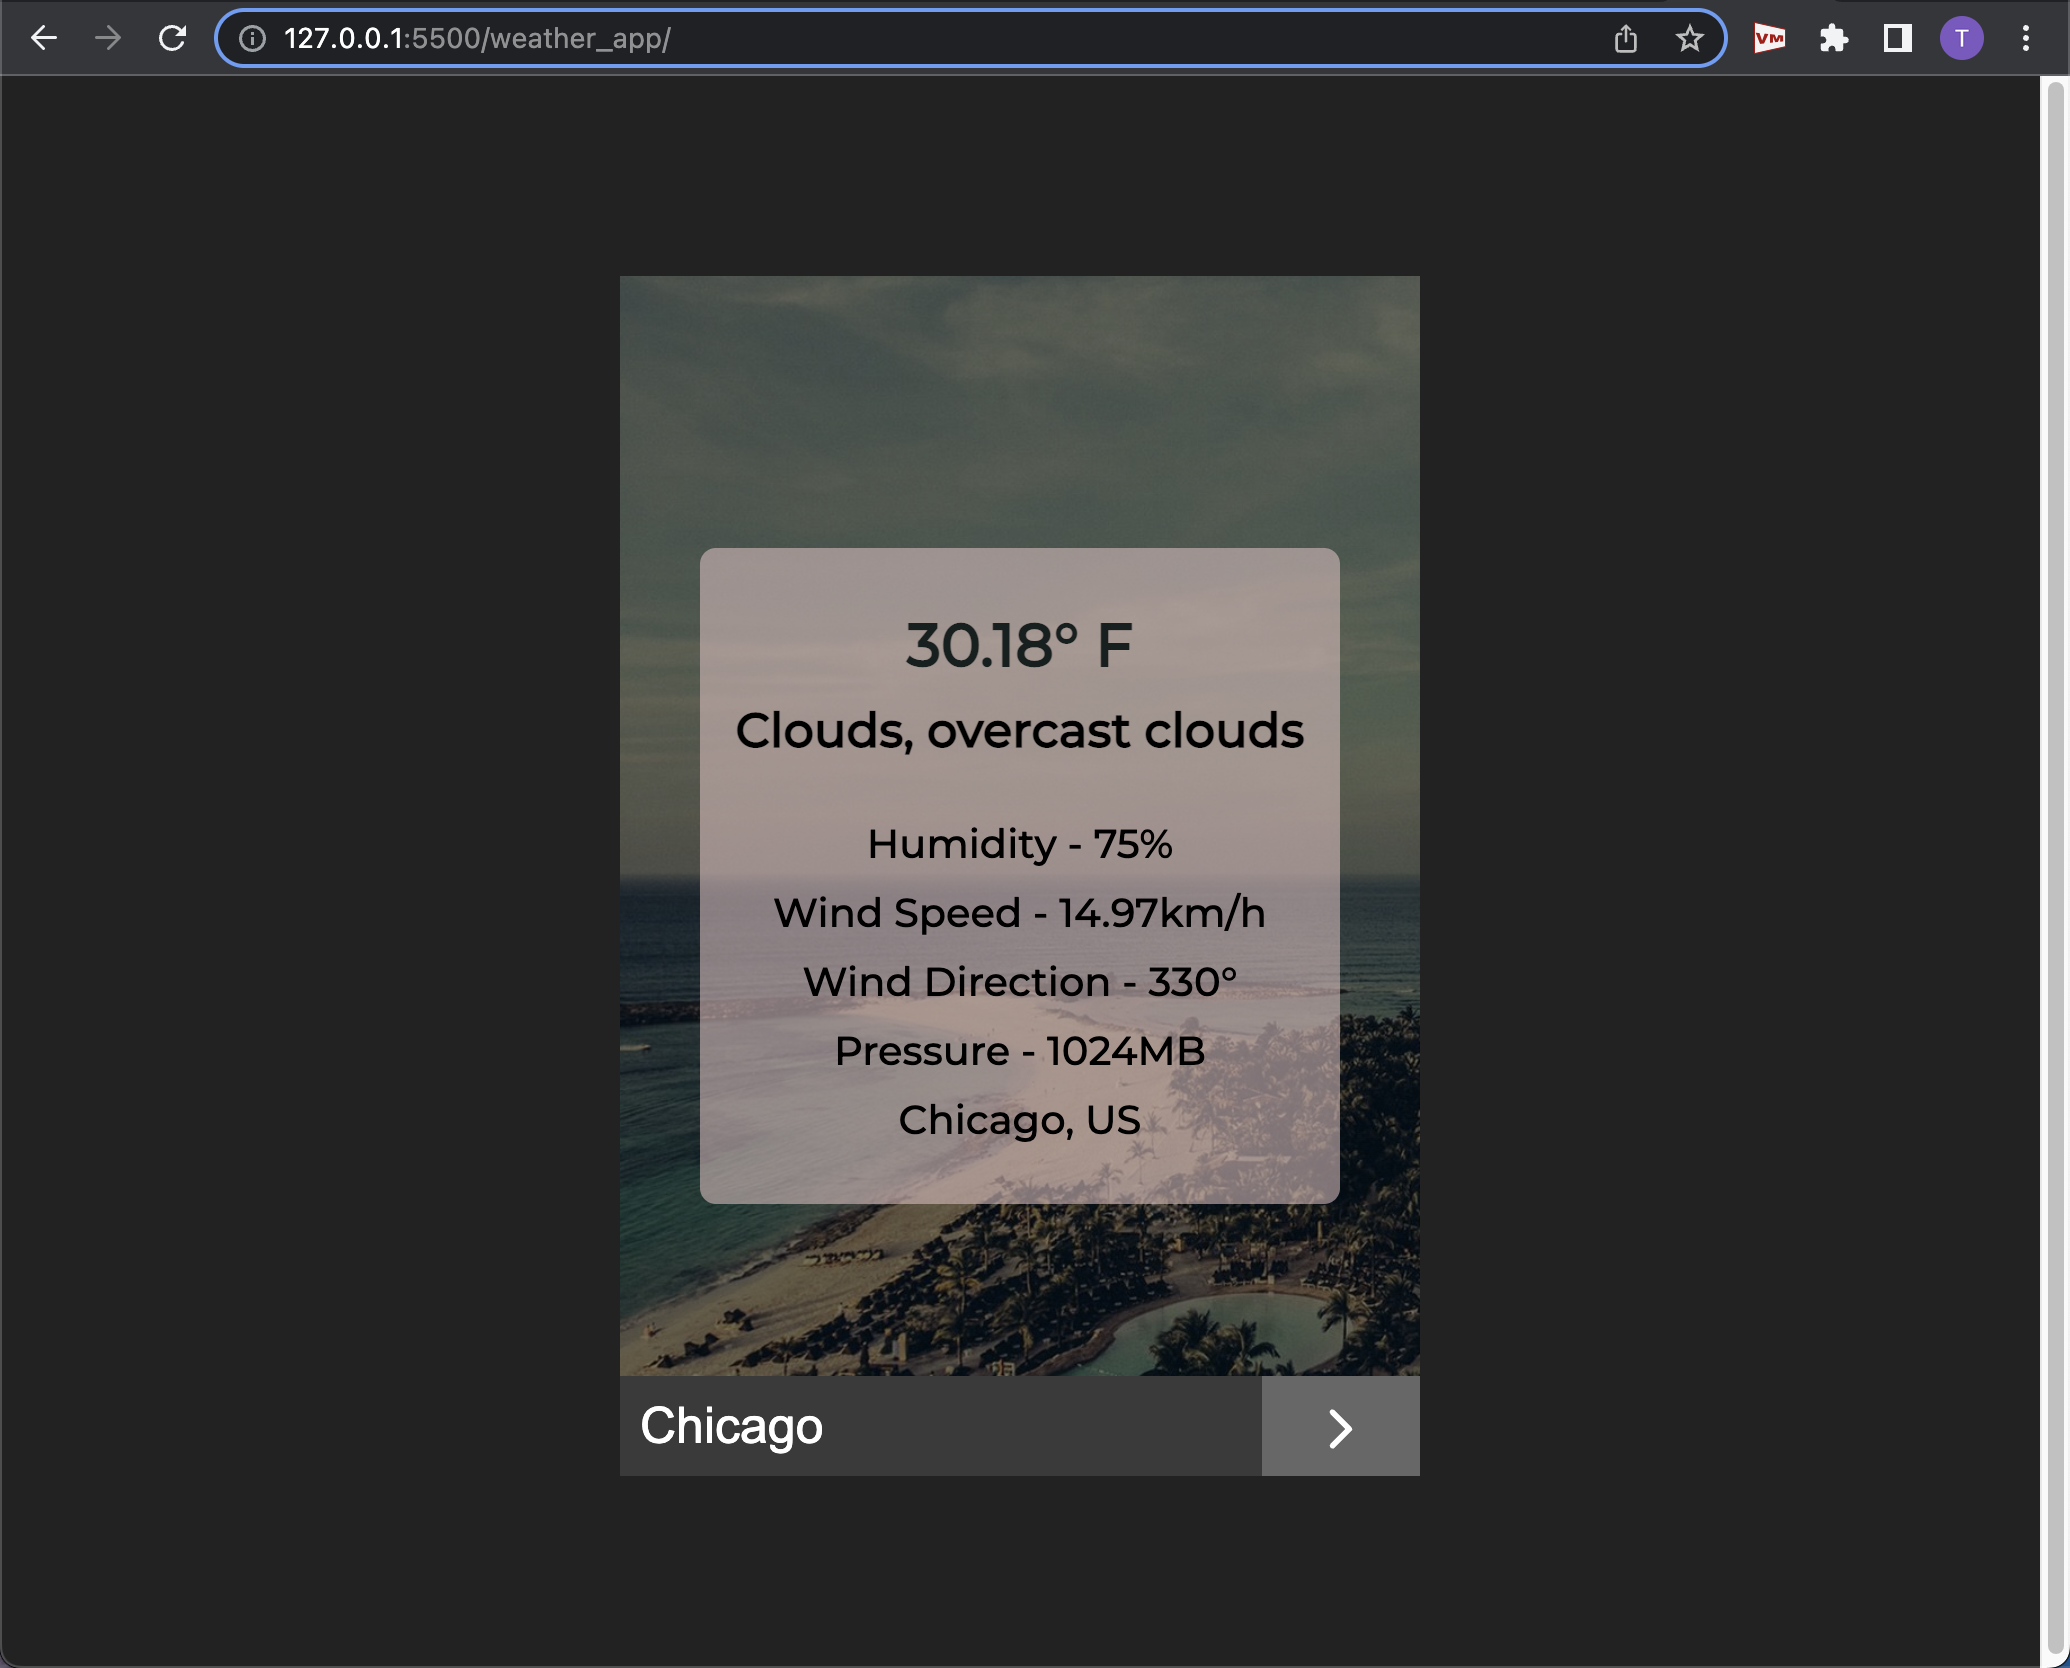 127.0.0.1:5500/weather_app/
VM
T
30.18° F
Clouds, overcast clouds
Humidity - 75%
Wind Speed - 14.97km/h
Wind Direction - 330°
Pressure - 1024MB
Chicago, US
Chicago